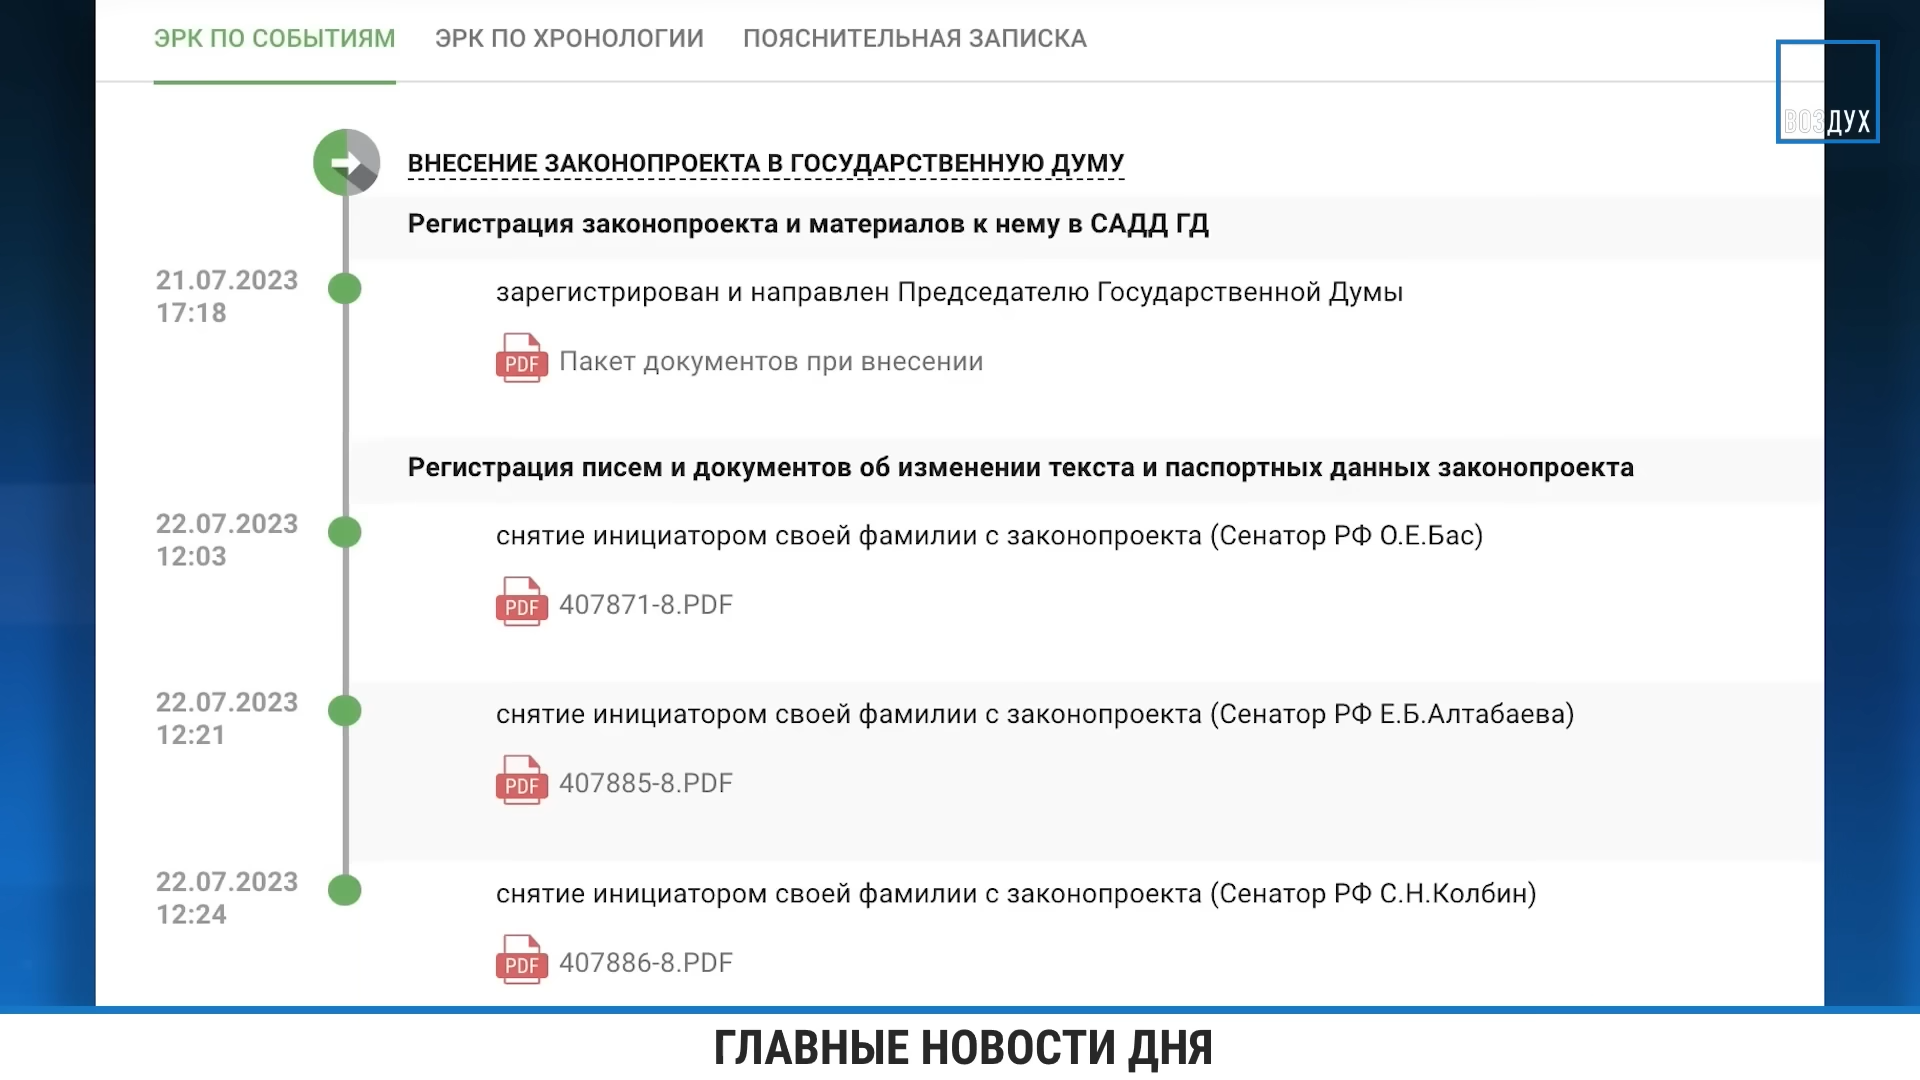 ЭРК ПО СОБЫТИЯМ ЭРК ПО ХРОНОЛОГИИ ПОЯСНИТЕЛЬНАЯ ЗАПИСКА
ВОЗДУХ
ВНЕСЕНИЕ ЗАКОНОПРОЕКТА В ГОСУДАРСТВЕННУЮ ДУМУ
Регистрация законопроекта и материалов к нему в САДД ГД
21.07.2023
17:18
зарегистрирован и направлен Председателю Государственной Думы
PDF Пакет документов при внесении
Регистрация писем и документов об изменении текста и паспортных данных законопроекта
22.07.2023
12:03
снятие инициатором своей фамилии с законопроекта (Сенатор РФ О.Е.Бас)
PDF 407871-8.PDF
22.07.2023
12:21
снятие инициатором своей фамилии с законопроекта (Сенатор РФ Е.Б.Алтабаева)
PDF 407885-8.PDF
22.07.2023
12:24
снятие инициатором своей фамилии с законопроекта (Сенатор РФ С.Н.Колбин)
PDF 407886-8.PDF
ГЛАВНЫЕ НОВОСТИ ДНЯ